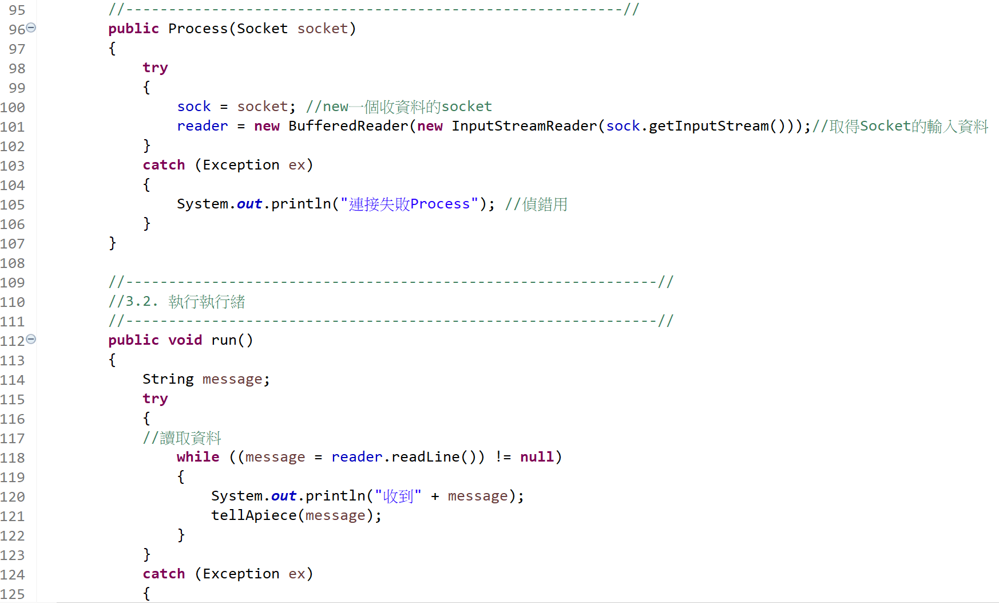 95 //----------------------------------------------------------//
96 public Process(Socket socket)
97 {
98 try
99 {
100 sock = socket; //new一個收資料的socket
101 reader = new BufferedReader(new InputStreamReader(sock.getInputStream()));//取得Socket的輸入資料
102 }
103 catch (Exception ex)
104 {
105 System.out.println("連接失敗Process"); //偵錯用
106 }
107 }
108
109 //--------------------------------------------------------------//
110 //3.2. 執行執行緒
111 //--------------------------------------------------------------//
112 public void run()
113 {
114 String message;
115 try
116 {
117 //讀取資料
118 while ((message = reader.readLine()) != null)
119 {
120 System.out.println("收到" + message);
121 tellApiece(message);
122 }
123 }
124 catch (Exception ex)
125 {